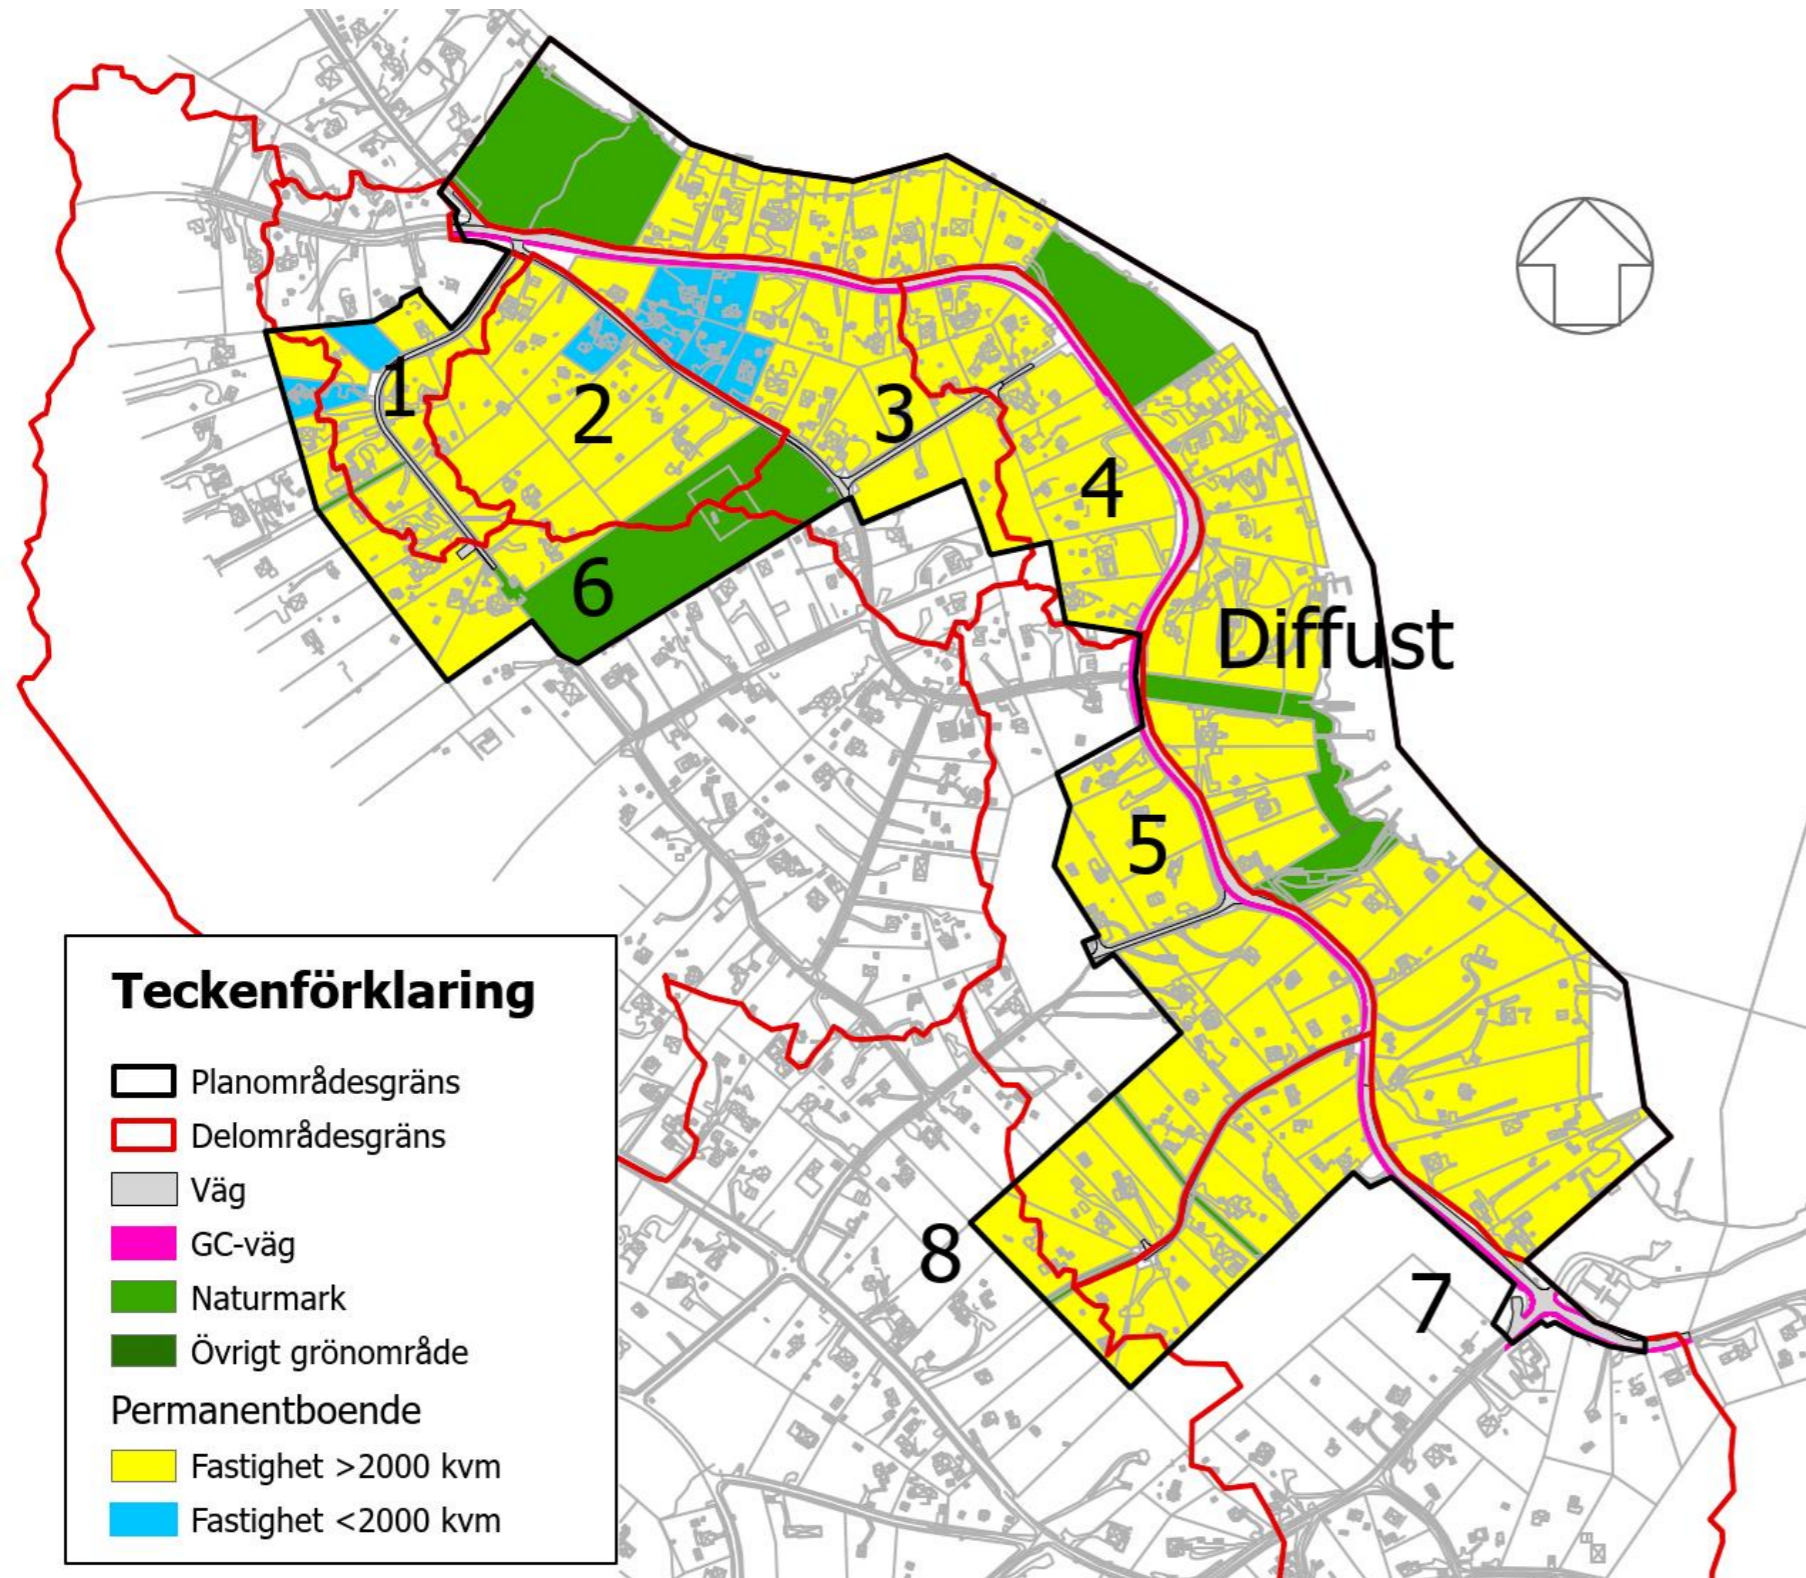 1
2
3
4
6
Diffust
5
8
7
Teckenförklaring
Planområdesgräns
Delområdesgräns
Väg
GC-väg
Naturmark
Övrigt grönområde
Permanentboende
Fastighet >2000 kvm
Fastighet <2000 kvm